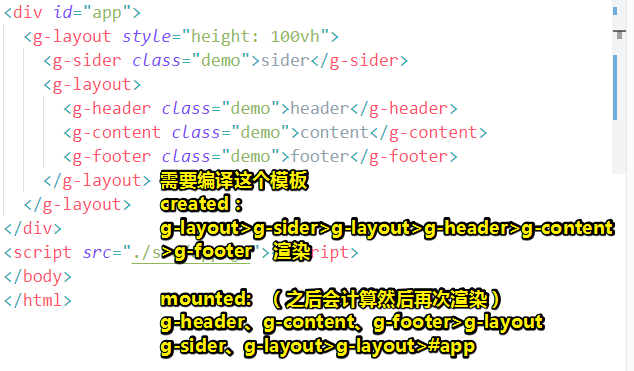 <div id="app">
<g-layout style="height: 100vh">
<g-sider class="demo">sider</g-sider>
<g-layout>
<g-header class="demo">header</g-header>
<g-content class="demo">content</g-content>
<g-footer class="demo">footer</g-footer>
</g-layout> 需要编译这个模板
</g-layout> created：
</div> g-layout>g-sider>g-layout>g-header>g-content
<script src="./s >g-footer 渲染 ript>
</body>
</html> mounted: （之后会计算然后再次渲染）
g-header、g-content、g-footer>g-layout
g-sider、g-layout>g-layout>#app